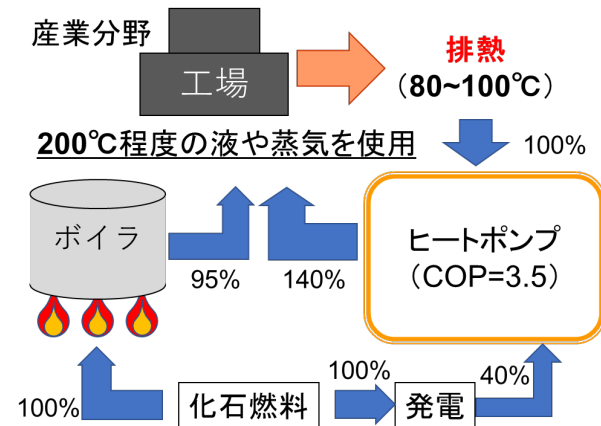 産業分野
工場
排熱
（80~100℃）
200℃程度の液や蒸気を使用
100%
ボイラ
95%
140%
ヒートポンプ
（COP=3.5）
100%
化石燃料
100%
発電
40%